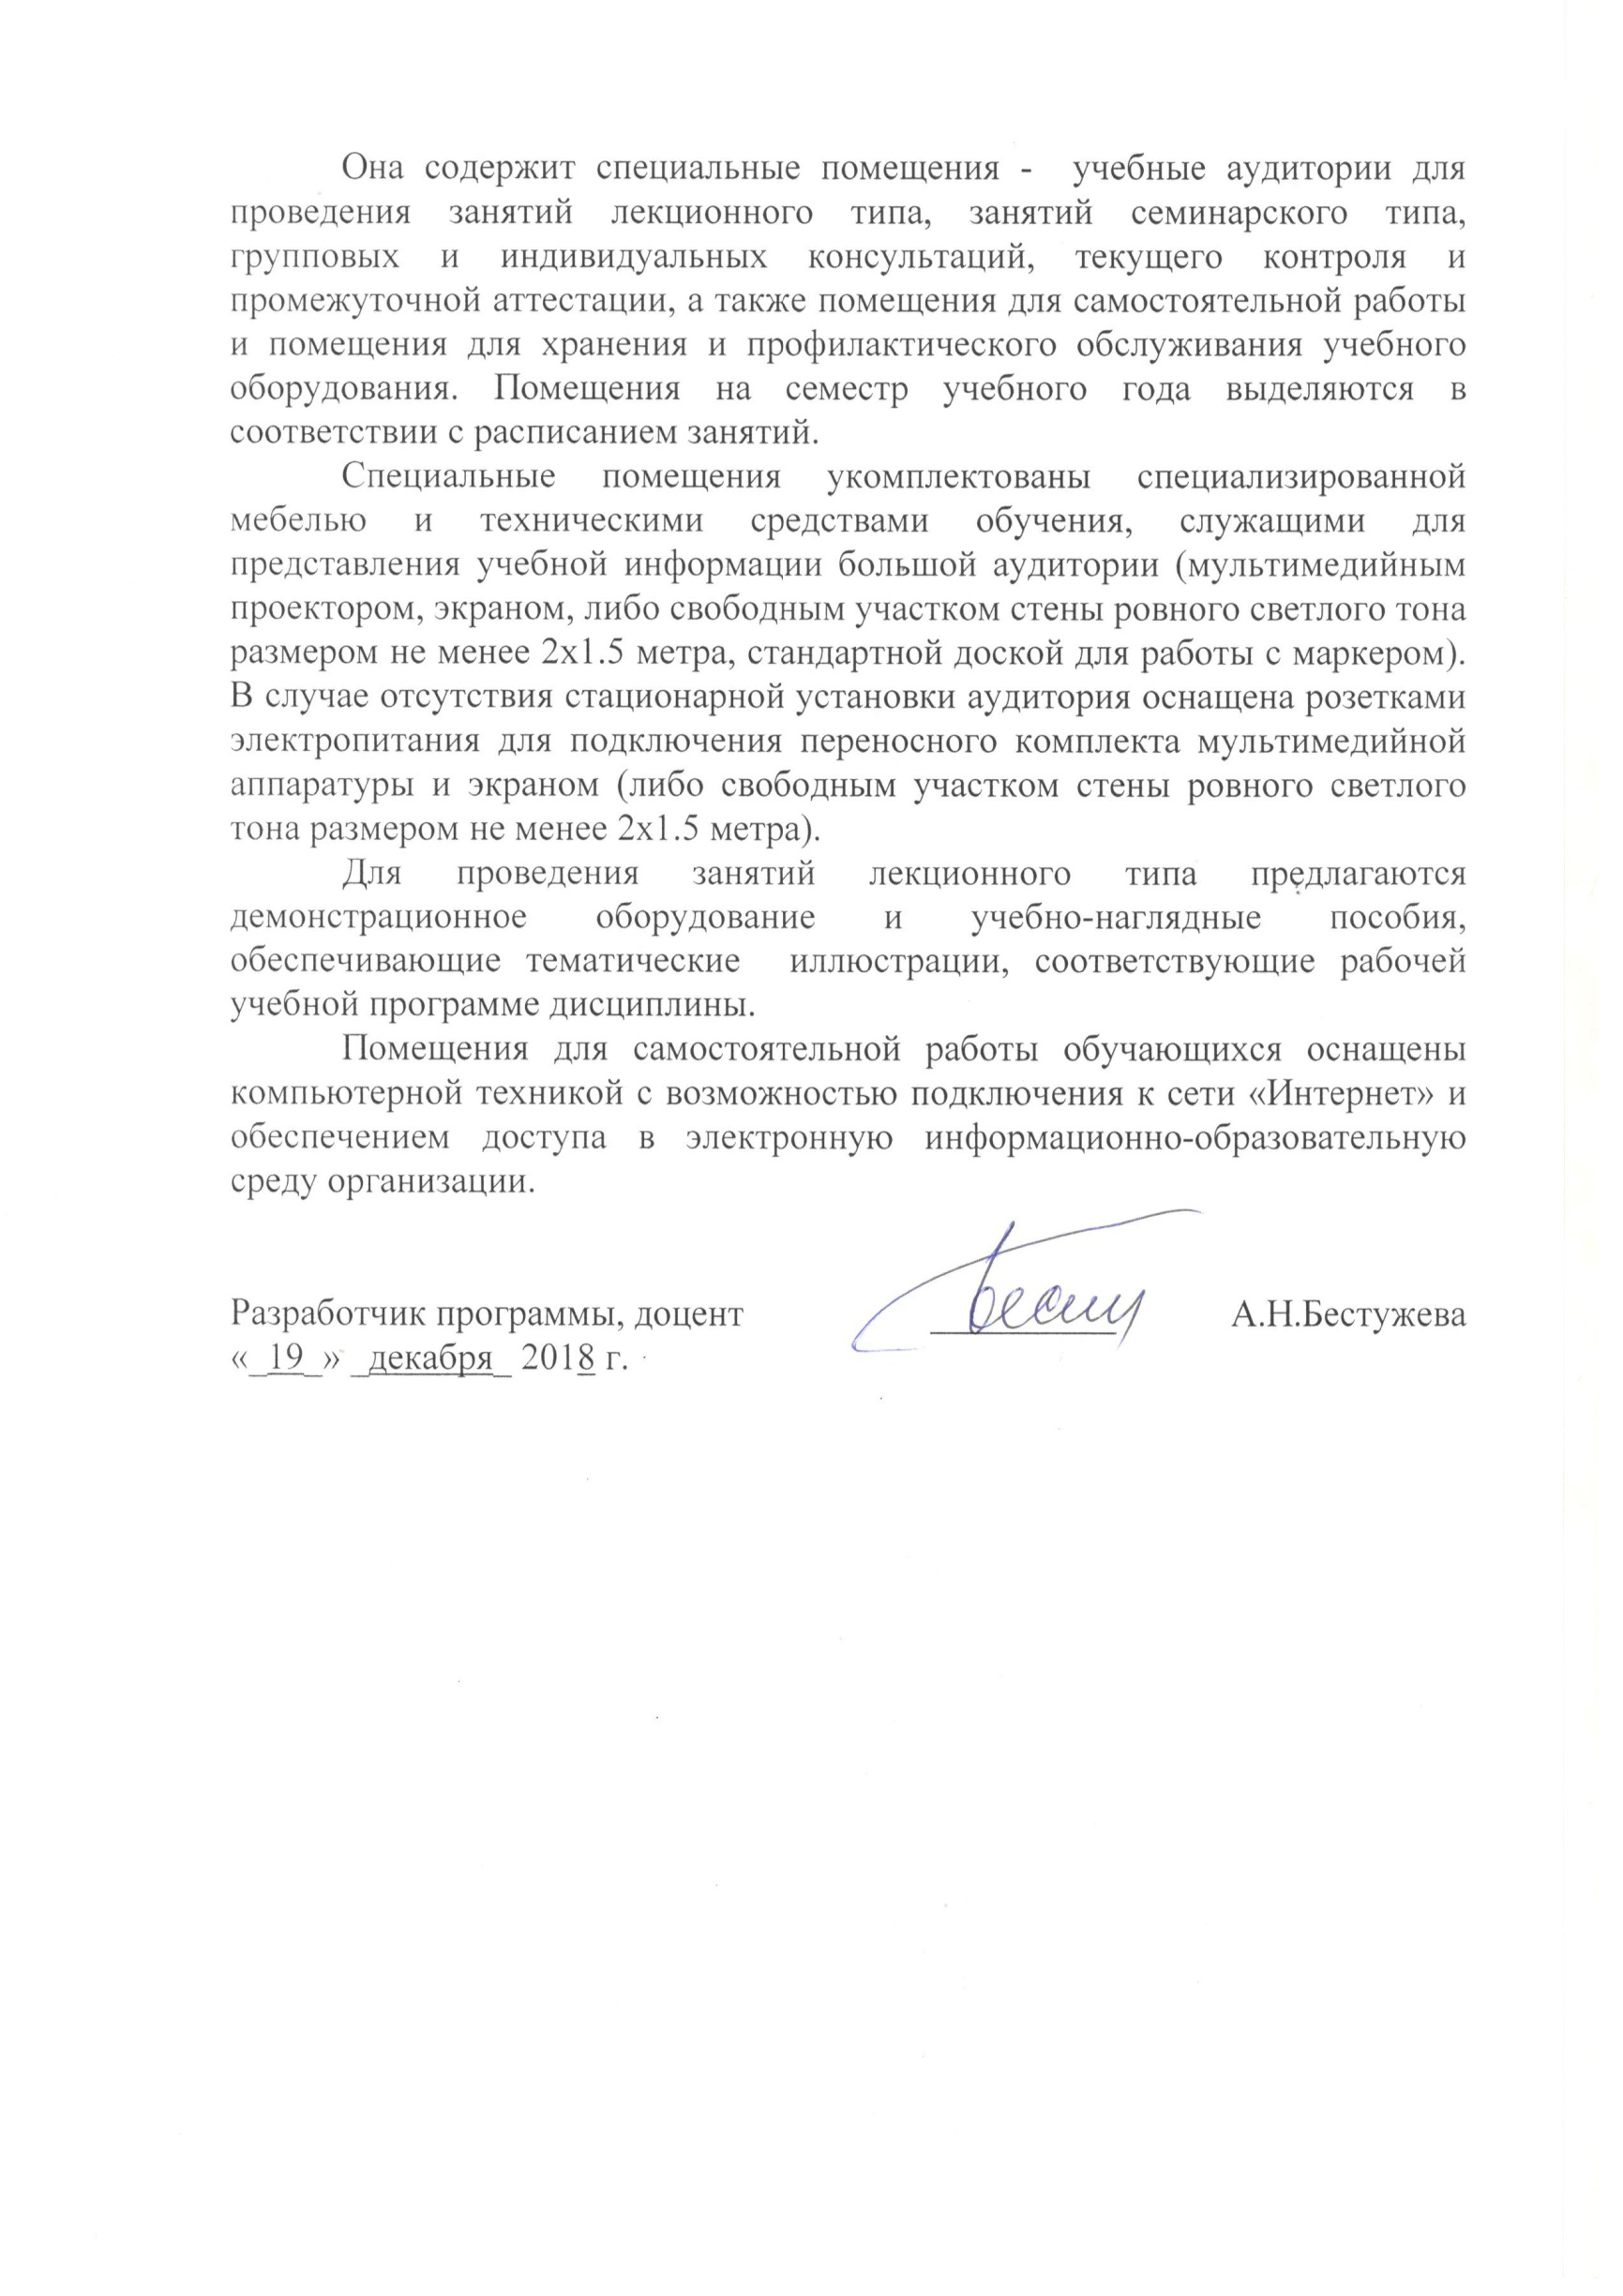 Она содержит специальные помещения - учебные аудитории для
проведения занятий лекционного типа, занятий семинарского типа,
групповых и индивидуальных консультаций, текущего контроля и
промежуточной аттестации, а также помещения для самостоятельной работы
и помещения для хранения и профилактического обслуживания учебного
оборудования. Помещения на семестр учебного года выделяются в
соответствии с расписанием занятий.
Специальные помещения укомплектованы специализированной
мебелью и техническими средствами обучения, служащими для
представления учебной информации большой аудитории (мультимедийным
проектором, экраном, либо свободным участком стены ровного светлого тона
размером не менее 2х1.5 метра, стандартной доской для работы с маркером).
В случае отсутствия стационарной установки аудитория оснащена розетками
электропитания для подключения переносного комплекта мультимедийной
аппаратуры и экраном (либо свободным участком стены ровного светлого
тона размером не менее 2х1.5 метра).
Для проведения занятий лекционного типа предлагаются
демонстрационное оборудование и учебно-наглядные пособия,
обеспечивающие тематические иллюстрации, соответствующие рабочей
учебной программе дисциплины.
Помещения для самостоятельной работы обучающихся оснащены
компьютерной техникой с возможностью подключения к сети «Интернет» и
обеспечением доступа в электронную информационно-образовательную
среду организации.
Разработчик программы, доцент А.Н.Бестужева
«_19_» _декабря_ 2018 г.